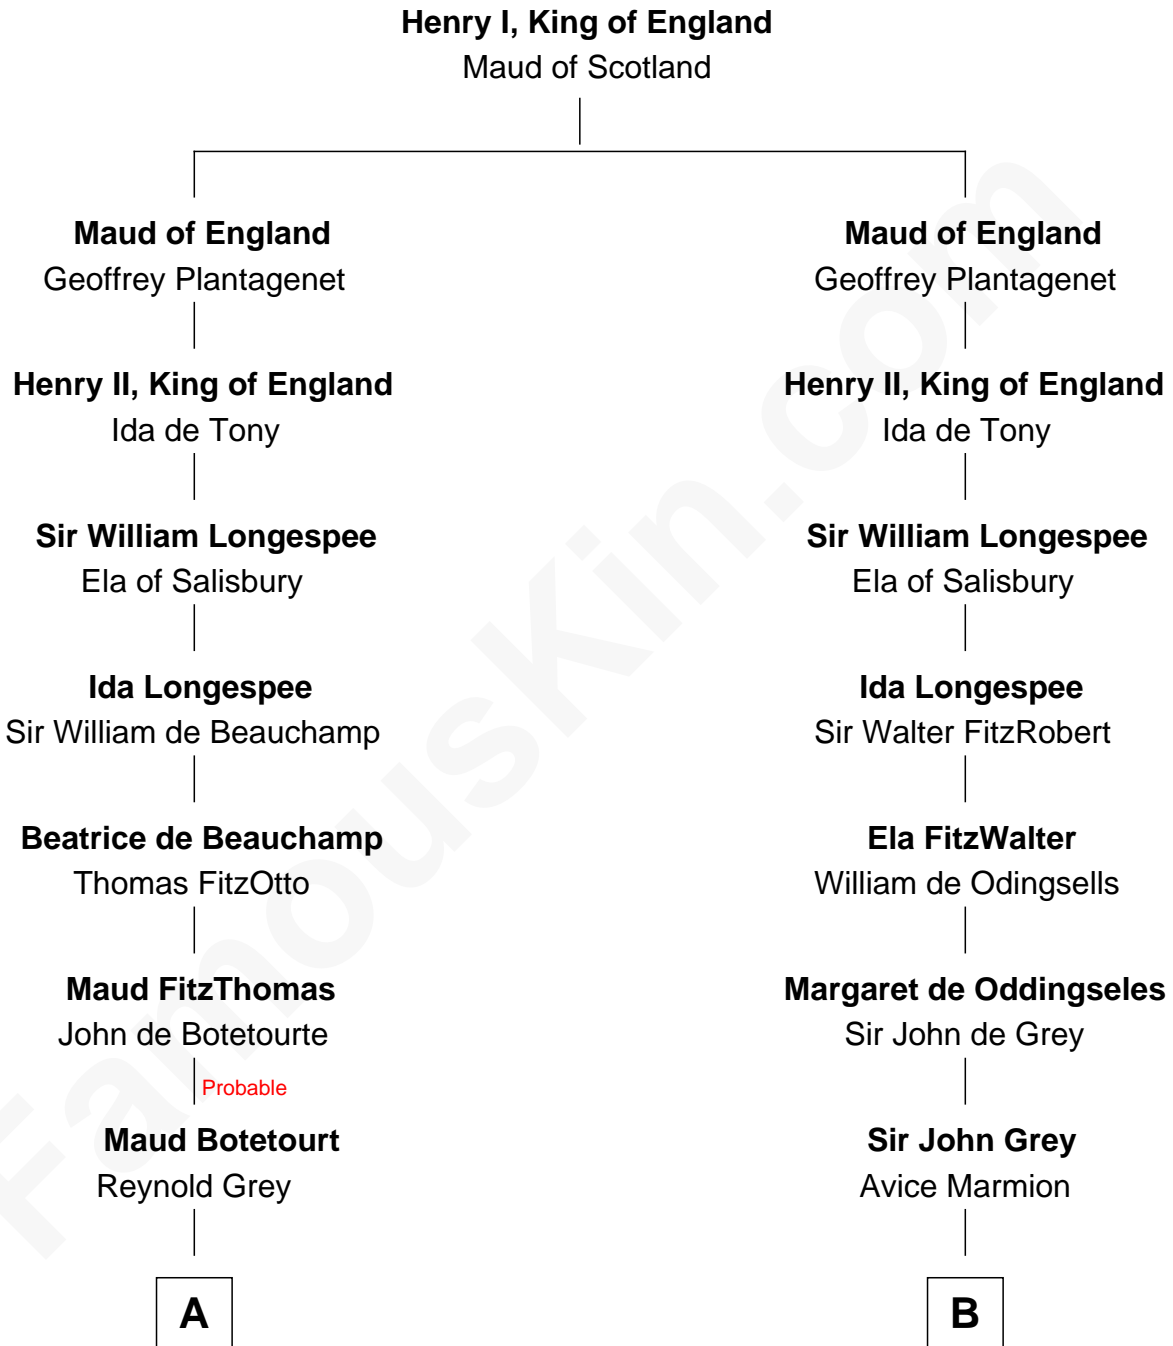 Henry I, King of England
Maud of Scotland
Maud of England
Geoffrey Plantagenet
Henry II, King of England
Ida de Tony
Sir William Longespee
Ela of Salisbury
Ida Longespee
Sir William de Beauchamp
Beatrice de Beauchamp
Thomas FitzOtto
Maud FitzThomas
John de Botetourte
Probable
Maud Botetourt
Reynold Grey
A
Maud of England
Geoffrey Plantagenet
Henry II, King of England
Ida de Tony
Sir William Longespee
Ela of Salisbury
Ida Longespee
Sir Walter FitzRobert
Ela FitzWalter
William de Odingsells
Margaret de Oddingseles
Sir John de Grey
Sir John Grey
Avice Marmion
B
FamousKin.com